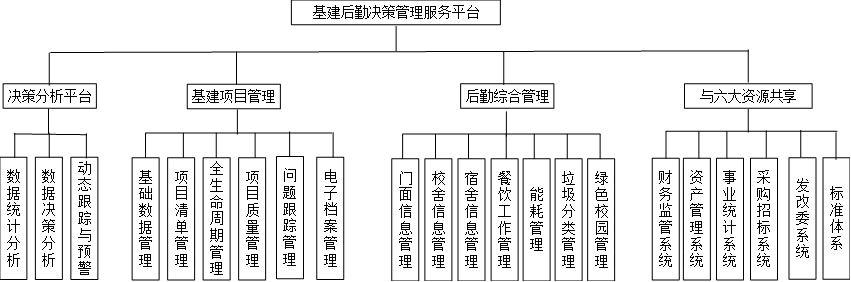 基建后勤决策管理服务平台
决策分析平台
基建项目管理
后勤综合管理
与六大资源共享
数据统计分析
数据决策分析
动态跟踪与预警
基础数据管理
项目清单管理
全生命周期管理
项目质量管理
问题跟踪管理
电子档案管理
门面信息管理
校舍信息管理
宿舍信息管理
餐饮工作管理
能耗管理
垃圾分类管理
绿色校园管理
财务监管系统
资产管理系统
事业统计系统
采购招标系统
发改委系统
标准体系